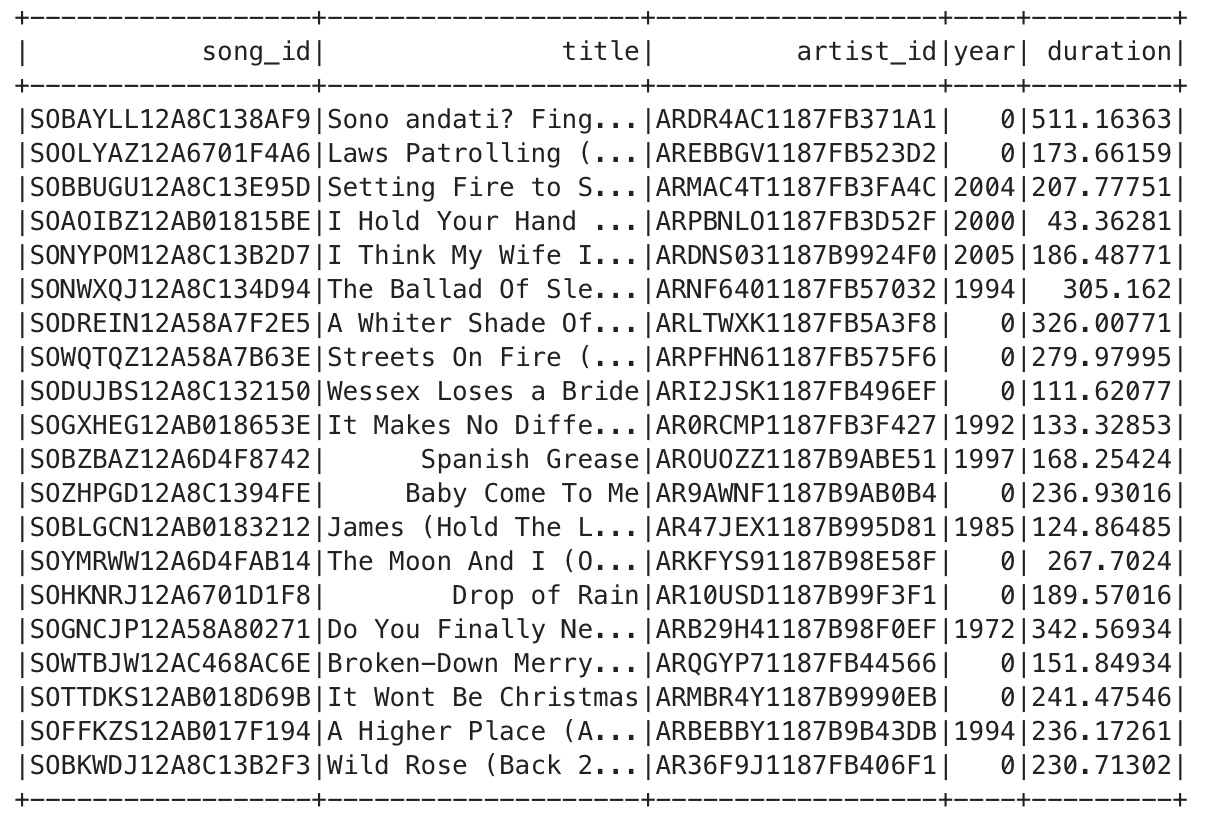 +------------------+--------------------+------------------+----+---------+
|           song_id|               title|         artist_id|year| duration|
+------------------+--------------------+------------------+----+---------+
|SOBAYLL12A8C138AF9|Sono andati? Fing...|ARDR4AC1187FB371A1|   0|511.16363|
|SOOLYAZ12A6701F4A6|Laws Patrolling (...|AREBBGV1187FB523D2|   0|173.66159|
|SOBBUGU12A8C13E95D|Setting Fire to S...|ARMAC4T1187FB3FA4C|2004|207.77751|
|SOAOIBZ12AB01815BE|I Hold Your Hand ...|ARPBNLO1187FB3D52F|2000| 43.36281|
|SONYPOM12A8C13B2D7|I Think My Wife I...|ARDNS031187B9924F0|2005|186.48771|
|SONWXQJ12A8C134D94|The Ballad Of Sle...|ARNF6401187FB57032|1994|  305.162|
|SODREIN12A58A7F2E5|A Whiter Shade Of...|ARLTWXK1187FB5A3F8|   0|326.00771|
|SOWQTQZ12A58A7B63E|Streets On Fire (...|ARPFHN61187FB575F6|   0|279.97995|
|SODUJBS12A8C132150|Wessex Loses a Bride|ARI2JSK1187FB496EF|   0|111.62077|
|SOGXHEG12AB018653E|It Makes No Diffe...|AR0RCMP1187FB3F427|1992|133.32853|
|SOBZBAZ12A6D4F8742|      Spanish Grease|AROUOZZ1187B9ABE51|1997|168.25424|
|SOZHPGD12A8C1394FE|     Baby Come To Me|AR9AWNF1187B9AB0B4|   0|236.93016|
|SOBLGCN12AB0183212|James (Hold The L...|AR47JEX1187B995D81|1985|124.86485|
|SOYMRWW12A6D4FAB14|The Moon And I (O...|ARKFYS91187B98E58F|   0| 267.7024|
|SOHKNRJ12A6701D1F8|        Drop of Rain|AR10USD1187B99F3F1|   0|189.57016|
|SOGNCJP12A58A80271|Do You Finally Ne...|ARB29H41187B98F0EF|1972|342.56934|
|SOWTBJW12AC468AC6E|Broken-Down Merry...|ARQGYP71187FB44566|   0|151.84934|
|SOTTDKS12AB018D69B|It Wont Be Christmas|ARMBR4Y1187B9990EB|   0|241.47546|
|SOFFKZS12AB017F194|A Higher Place (A...|ARBEBBY1187B9B43DB|1994|236.17261|
|SOBKWDJ12A8C13B2F3|Wild Rose (Back 2...|AR36F9J1187FB406F1|   0|230.71302|
+------------------+--------------------+------------------+----+---------+